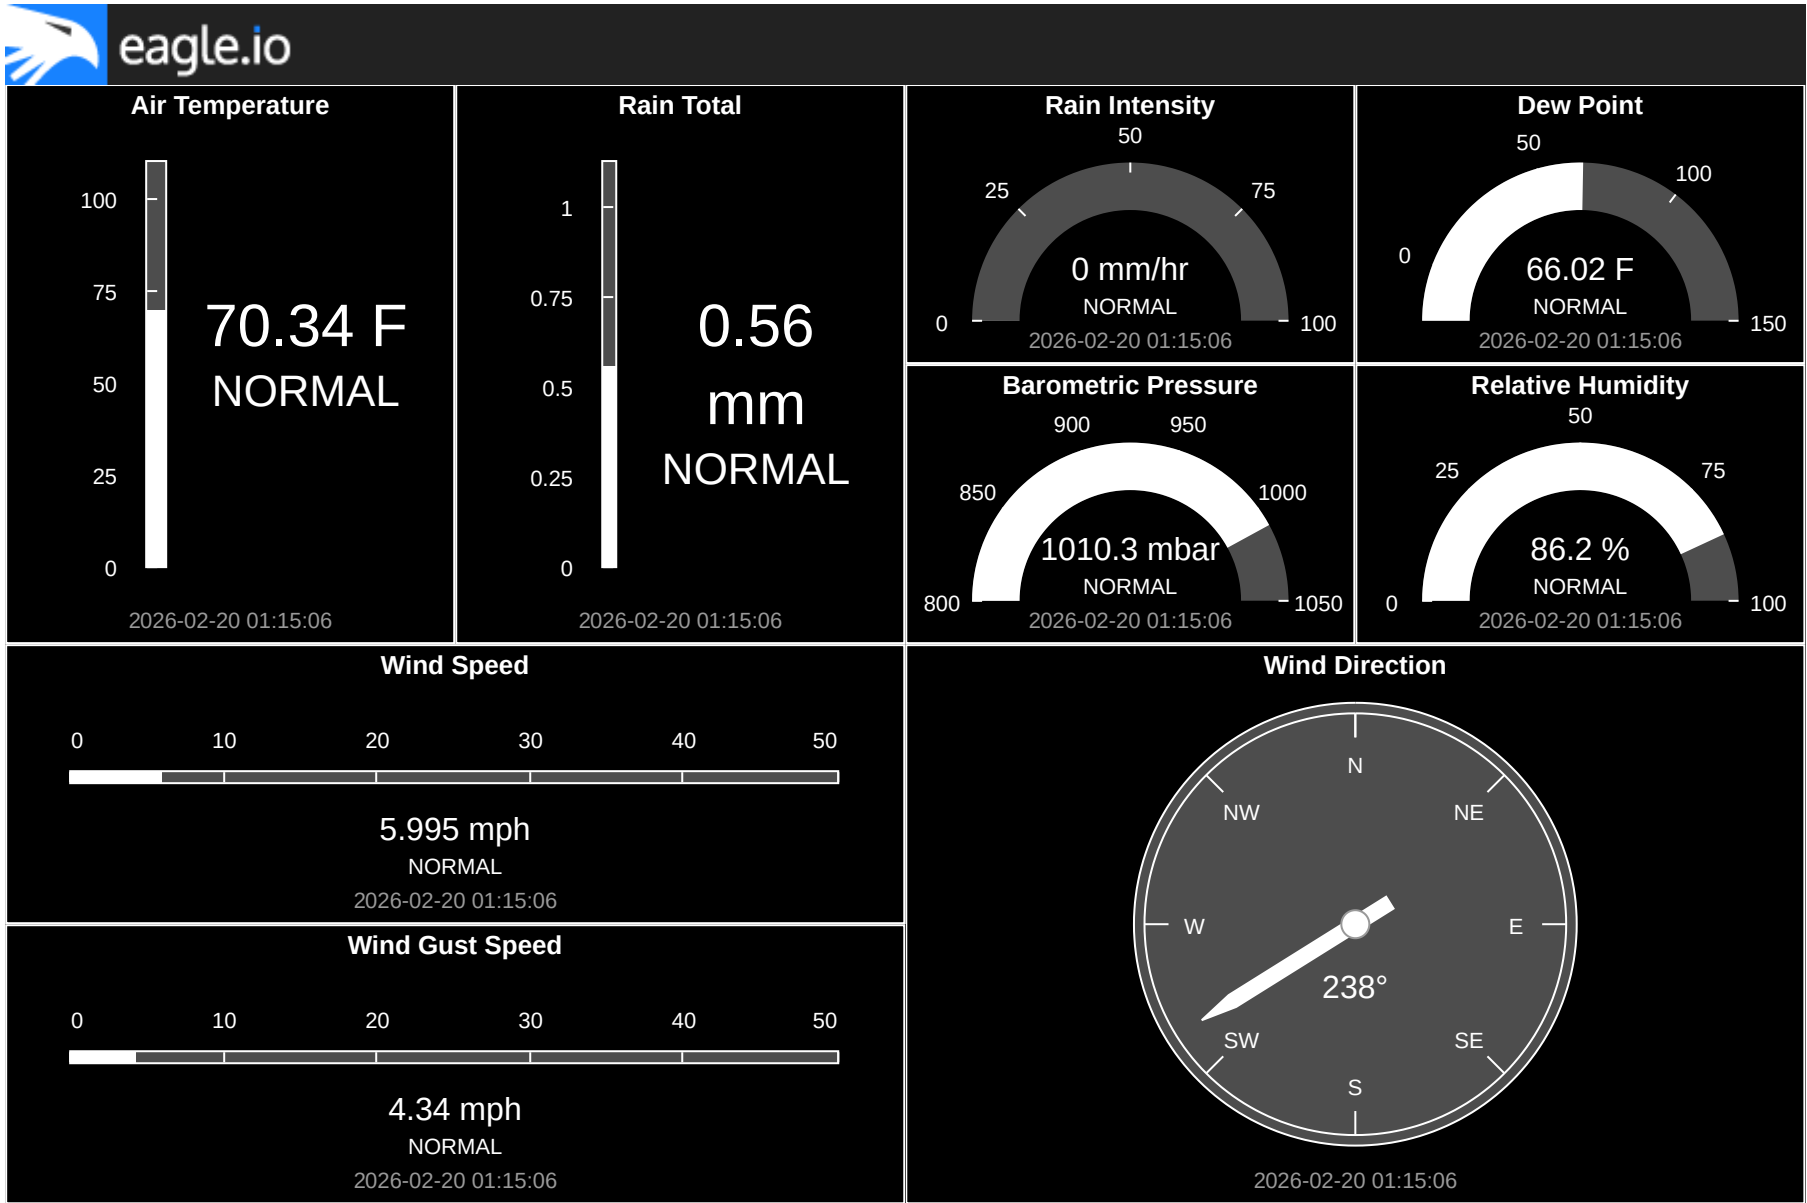 eagle.io
Air Temperature
100
75
50
25
0
70.34 F
NORMAL
2026-02-20 01:15:06
Rain Total
1
0.75
0.5
0.25
0
0.56
mm
NORMAL
2026-02-20 01:15:06
Rain Intensity
50
25
75
0
100
0 mm/hr
NORMAL
2026-02-20 01:15:06
Dew Point
50
100
0
150
66.02 F
NORMAL
2026-02-20 01:15:06
Barometric Pressure
900
950
850
1000
800
1050
1010.3 mbar
NORMAL
2026-02-20 01:15:06
Relative Humidity
50
25
75
0
100
86.2 %
NORMAL
2026-02-20 01:15:06
Wind Speed
0 10 20 30 40 50
5.995 mph
NORMAL
2026-02-20 01:15:06
Wind Gust Speed
0 10 20 30 40 50
4.34 mph
NORMAL
2026-02-20 01:15:06
Wind Direction
N
NW NE
W E
238°
SW SE
S
2026-02-20 01:15:06